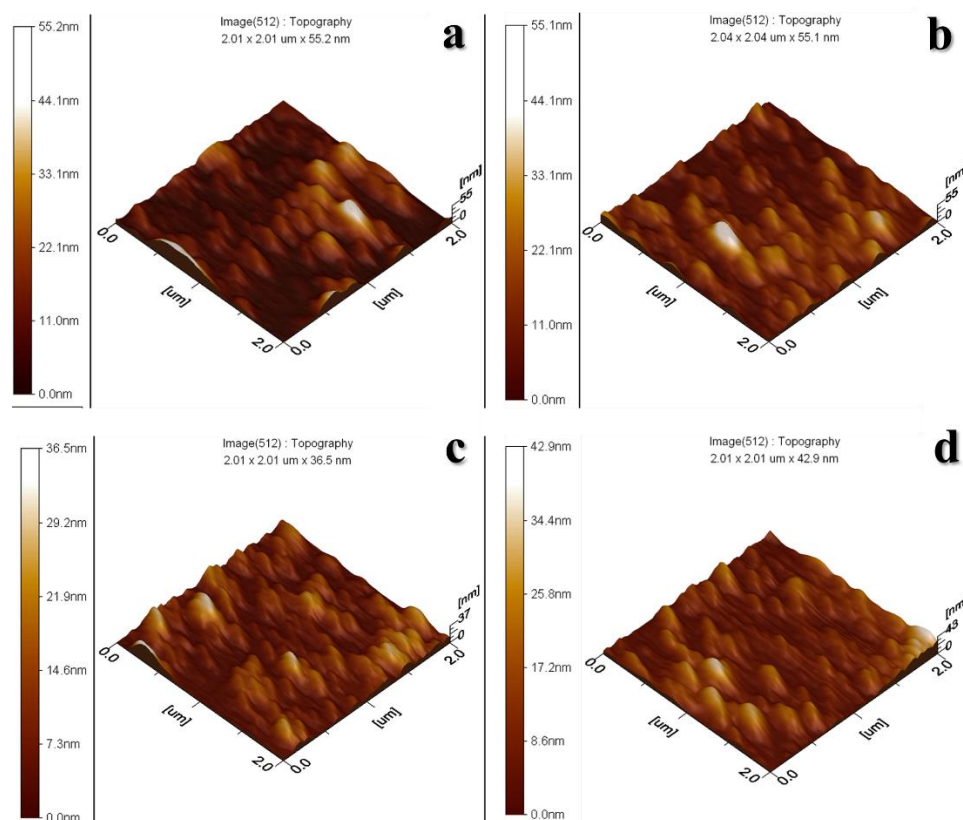 Image(512) : Topography
2.01 x 2.01 um x 55.2 nm
a
55.2nm
44.1nm
33.1nm
22.1nm
11.0nm
0.0nm
[nm]
55
0
0.0
2.0
[um]
[um]
2.0
0.0
Image(512) : Topography
2.04 x 2.04 um x 55.1 nm
b
55.1nm
44.1nm
33.1nm
22.1nm
11.0nm
0.0nm
[nm]
55
0
0.0
2.0
[um]
[um]
2.0
0.0
Image(512) : Topography
2.01 x 2.01 um x 36.5 nm
c
36.5nm
29.2nm
21.9nm
14.6nm
7.3nm
0.0nm
[nm]
37
0
0.0
2.0
[um]
[um]
2.0
0.0
Image(512) : Topography
2.01 x 2.01 um x 42.9 nm
d
42.9nm
34.4nm
25.8nm
17.2nm
8.6nm
0.0nm
[nm]
43
0
0.0
2.0
[um]
[um]
2.0
0.0